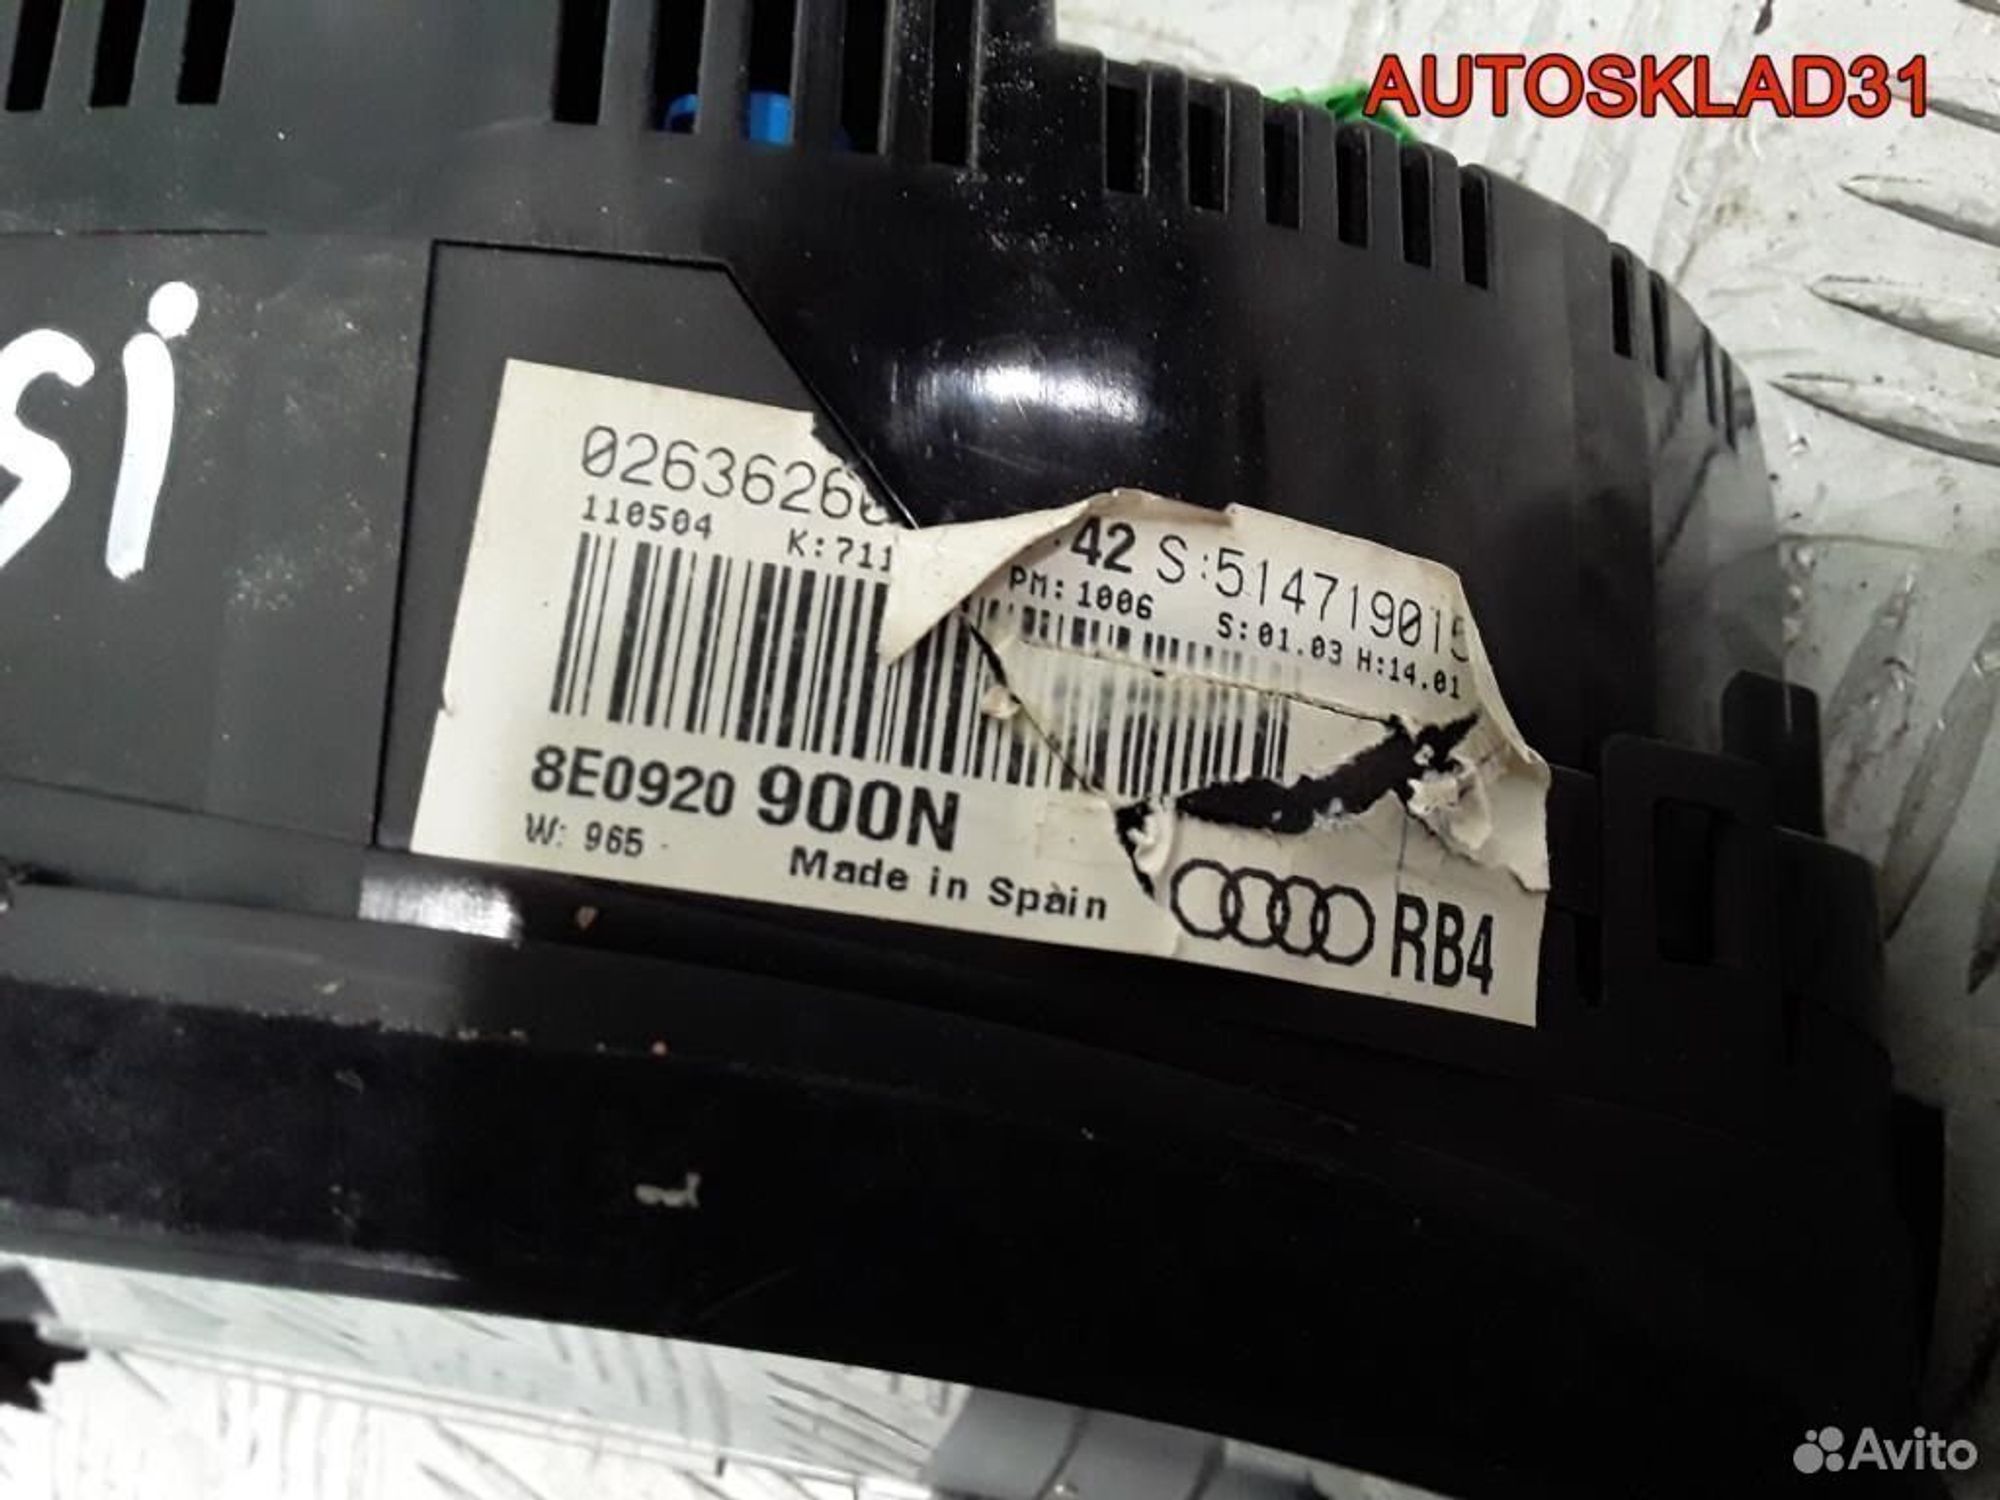 AUTOSKLAD31
si
0263626
42 S:514719015
110504 K:711
PM:1006 S:01.03 H:14.01
8E0920 900N
W: 965
Made in Spain
RB4
Avito